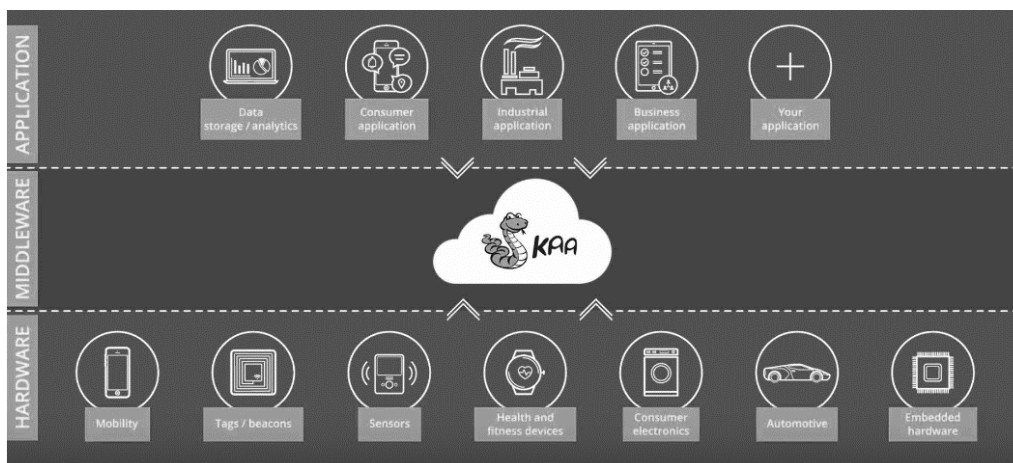 APPLICATION
Data
storage / analytics
Consumer
application
Industrial
application
Business
application
Your
application
MIDDLEWARE
KAA
HARDWARE
Mobility
Tags / beacons
Sensors
Health and
fitness devices
Consumer
electronics
Automotive
Embedded
hardware